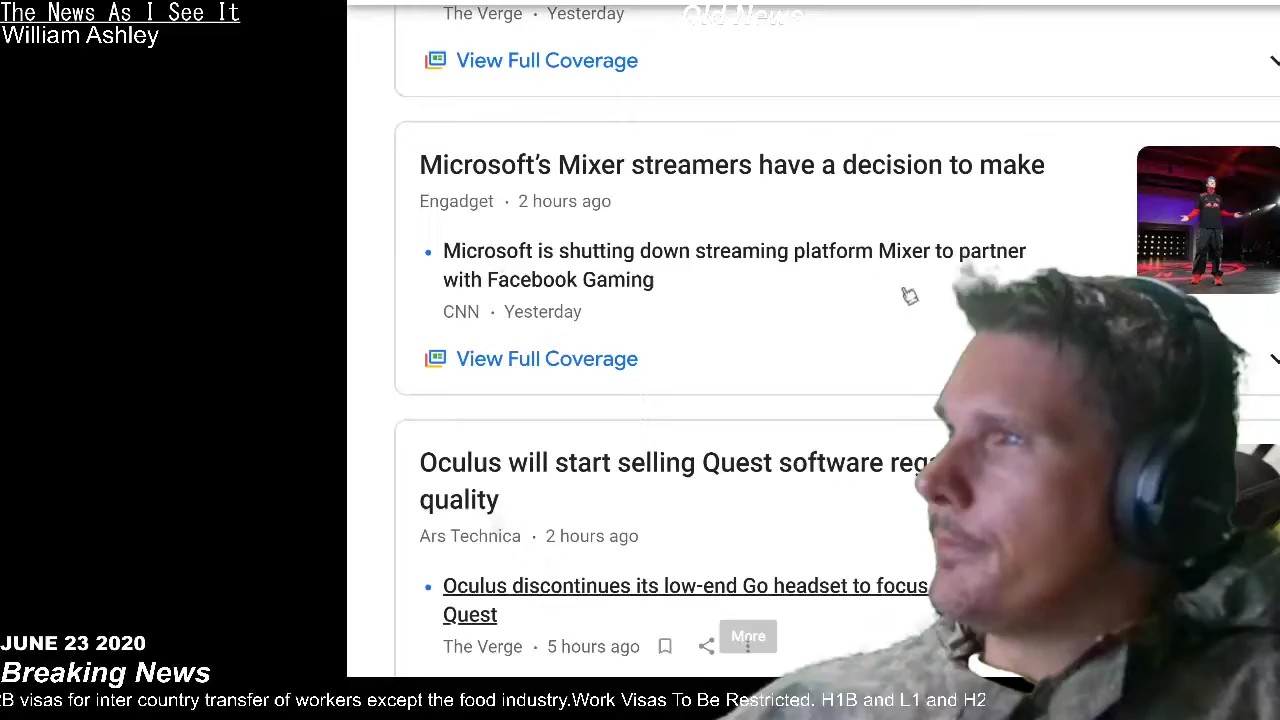 The News As I See It
William Ashley
Old News
The Verge · Yesterday
View Full Coverage
Microsoft's Mixer streamers have a decision to make
Engadget · 2 hours ago
• Microsoft is shutting down streaming platform Mixer to partner
with Facebook Gaming
CNN · Yesterday
View Full Coverage
Oculus will start selling Quest software
quality
Ars Technica · 2 hours ago
• Oculus discontinues its low-end Go headset to focus
Quest
The Verge · 5 hours ago
More
JUNE 23 2020
Breaking News
2B visas for inter country transfer of workers except the food industry.Work Visas To Be Restricted. H1B and L1 and H2